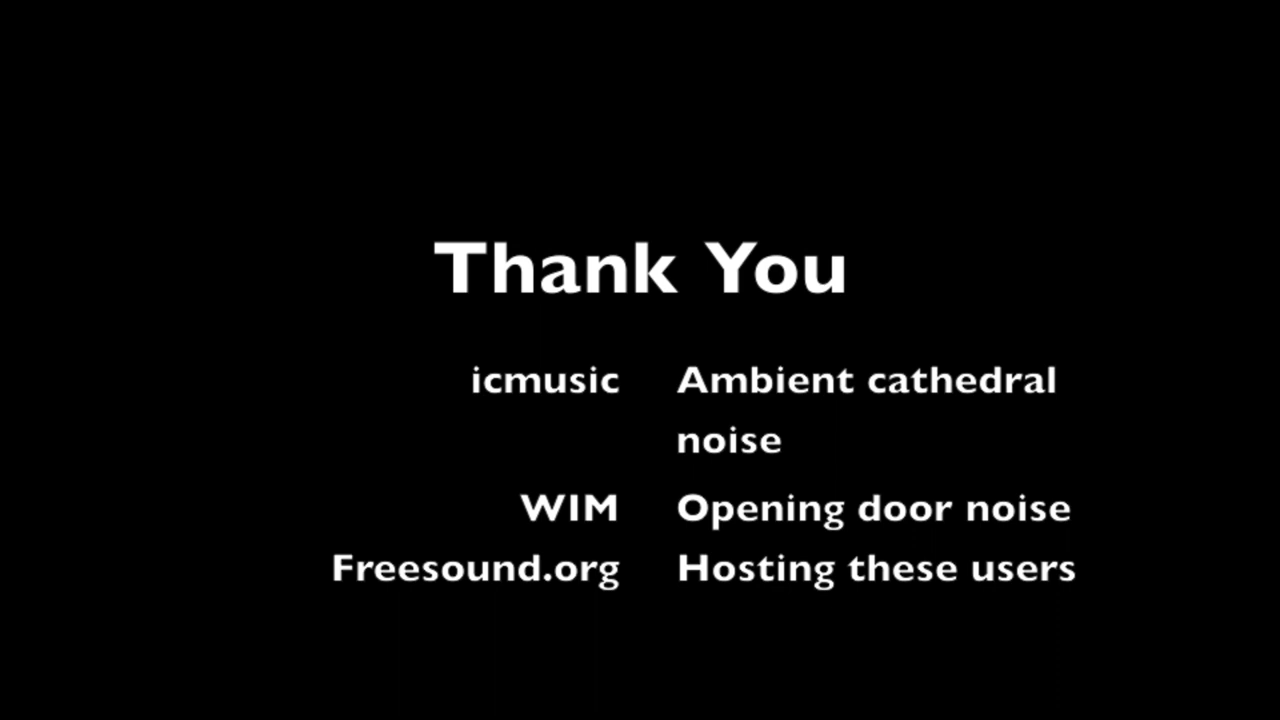 Thank You
icmusic Ambient cathedral
noise
WIM Opening door noise
Freesound.org Hosting these users